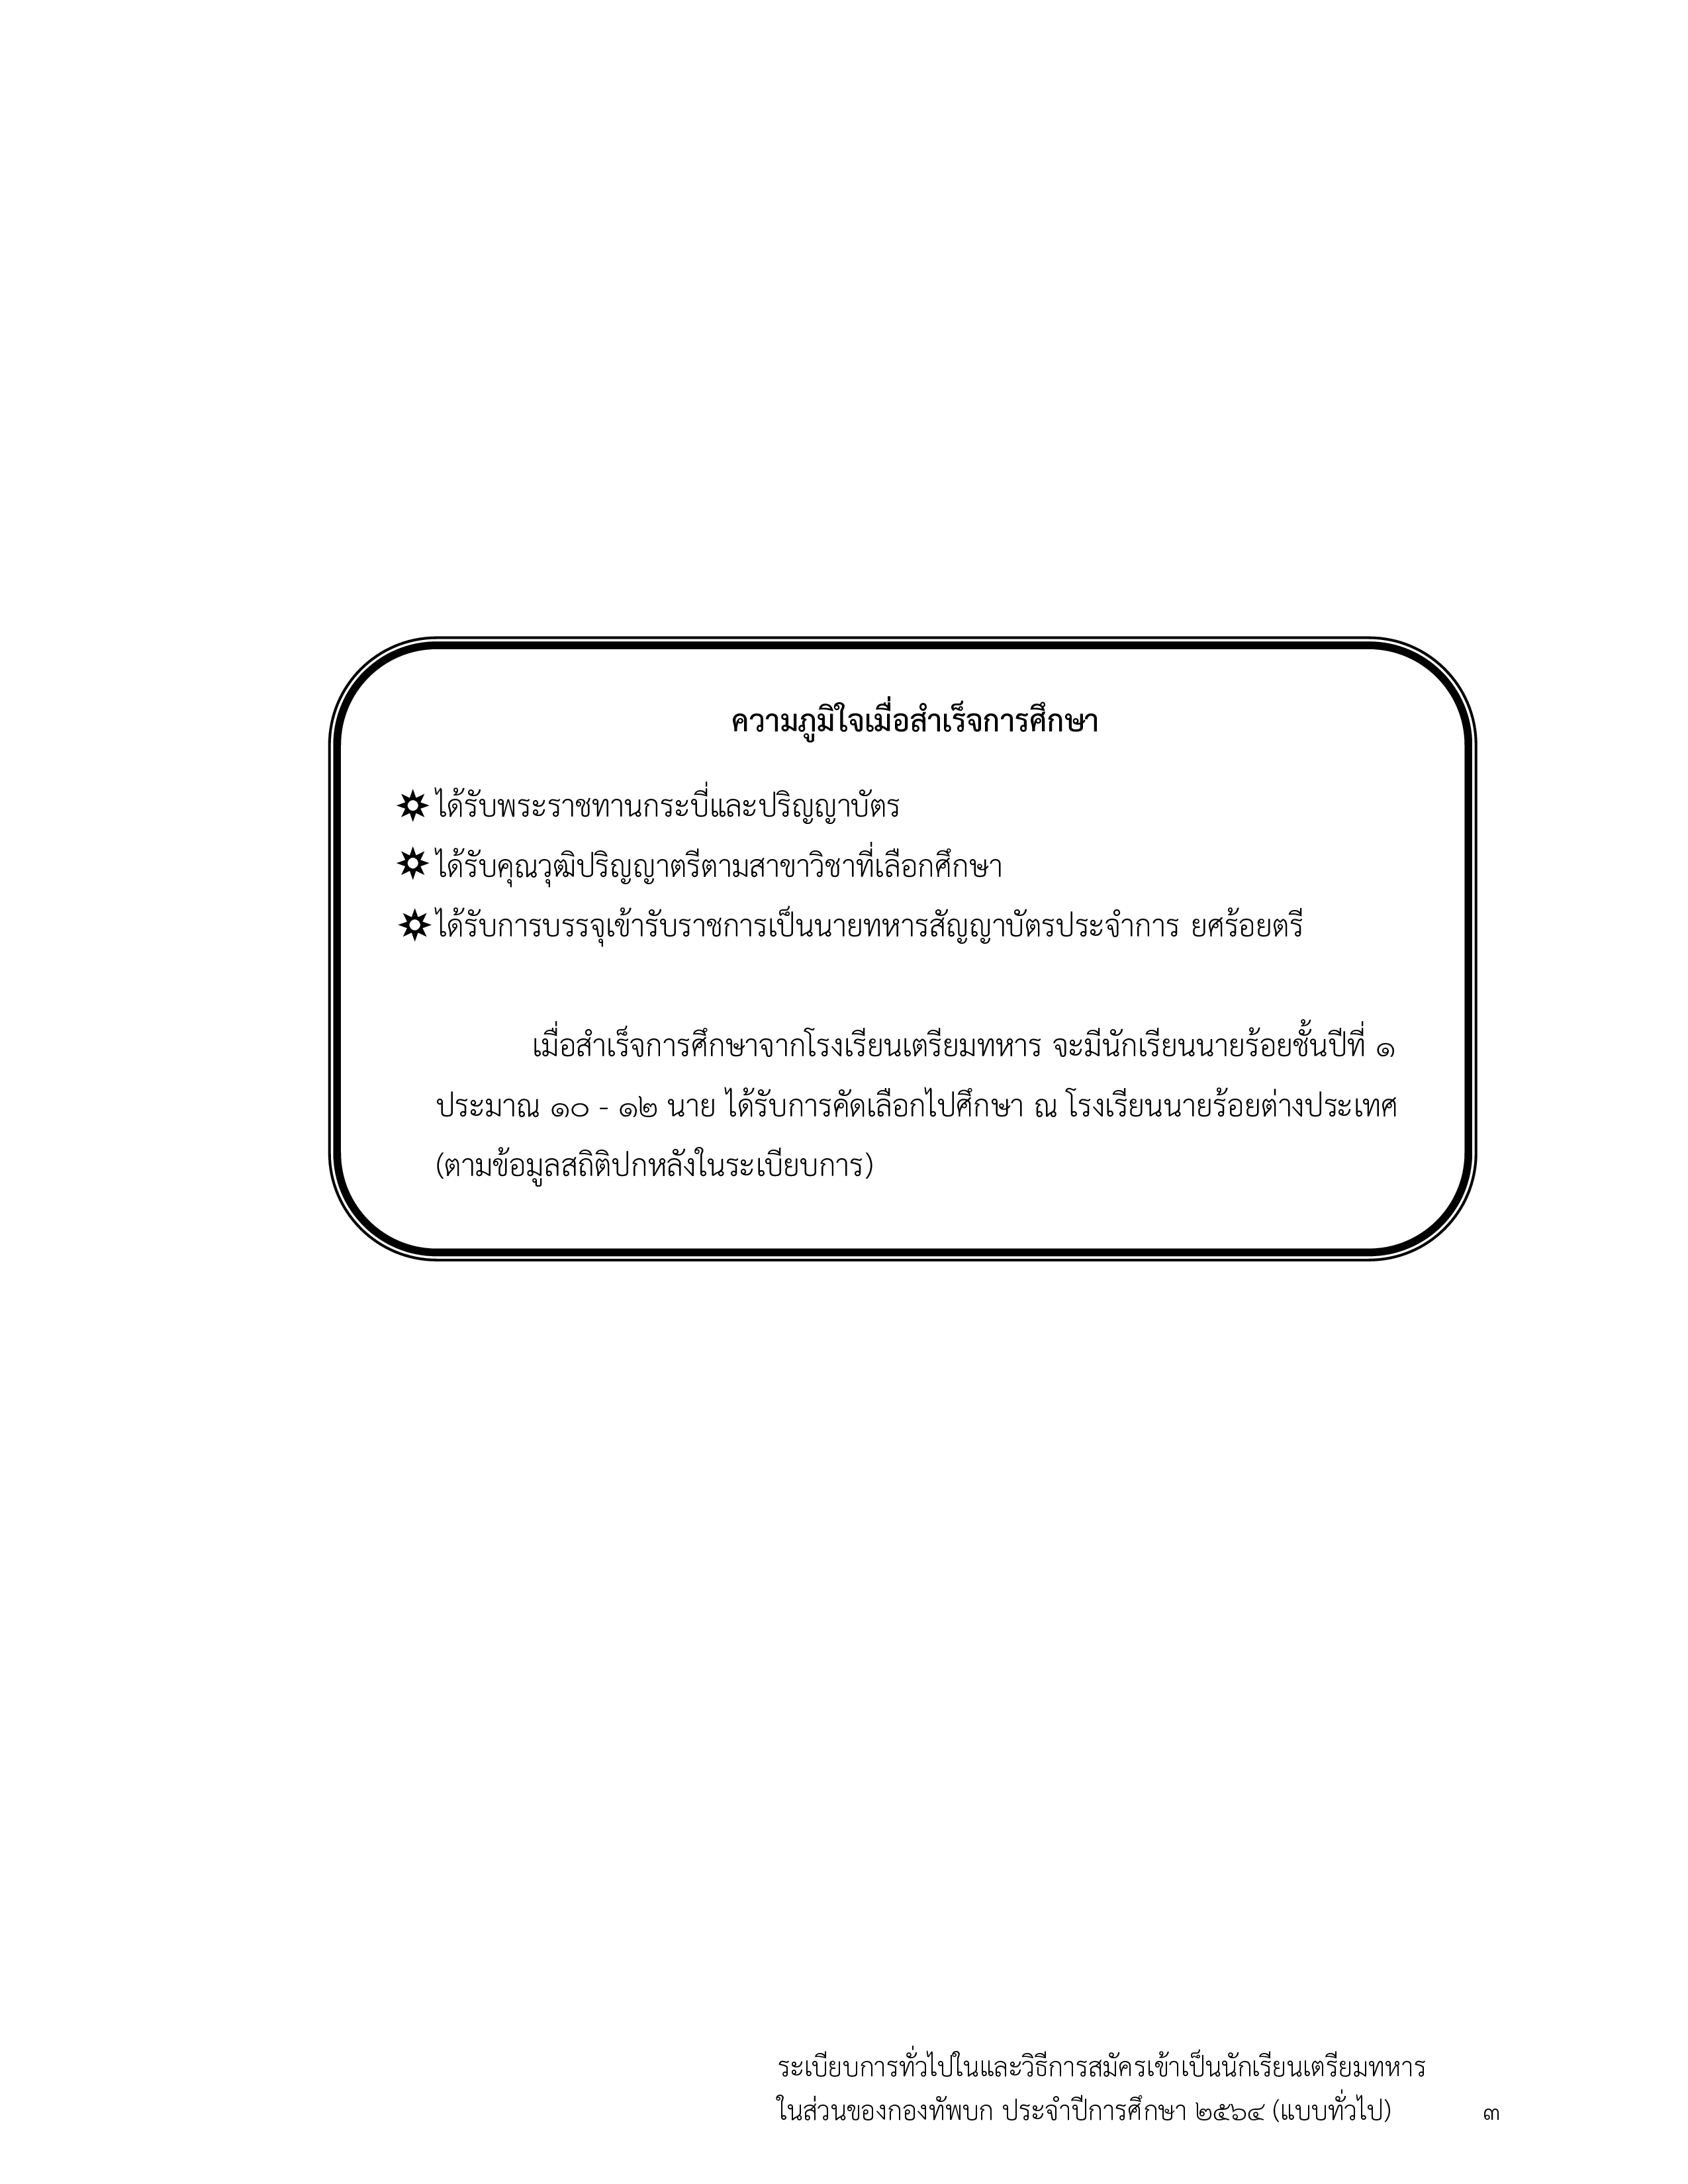 ความภูมิใจเมื่อสำเร็จการศึกษา
ได้รับพระราชทานกระบี่และปริญญาบัตร
ได้รับคุณวุฒิปริญญาตรีตามสาขาวิชาที่เลือกศึกษา
ได้รับการบรรจุเข้ารับราชการเป็นนายทหารสัญญาบัตรประจำการ ยศร้อยตรี
เมื่อสำเร็จการศึกษาจากโรงเรียนเตรียมทหาร จะมีนักเรียนนายร้อยชั้นปีที่ ๑
ประมาณ ๑๐ - ๑๒ นาย ได้รับการคัดเลือกไปศึกษา ณ โรงเรียนนายร้อยต่างประเทศ
(ตามข้อมูลสถิติปกหลังในระเบียบการ)
ระเบียบการทั่วไปในและวิธีการสมัครเข้าเป็นนักเรียนเตรียมทหาร
ในส่วนของกองทัพบก ประจำปีการศึกษา ๒๕๖๔ (แบบทั่วไป) ๓